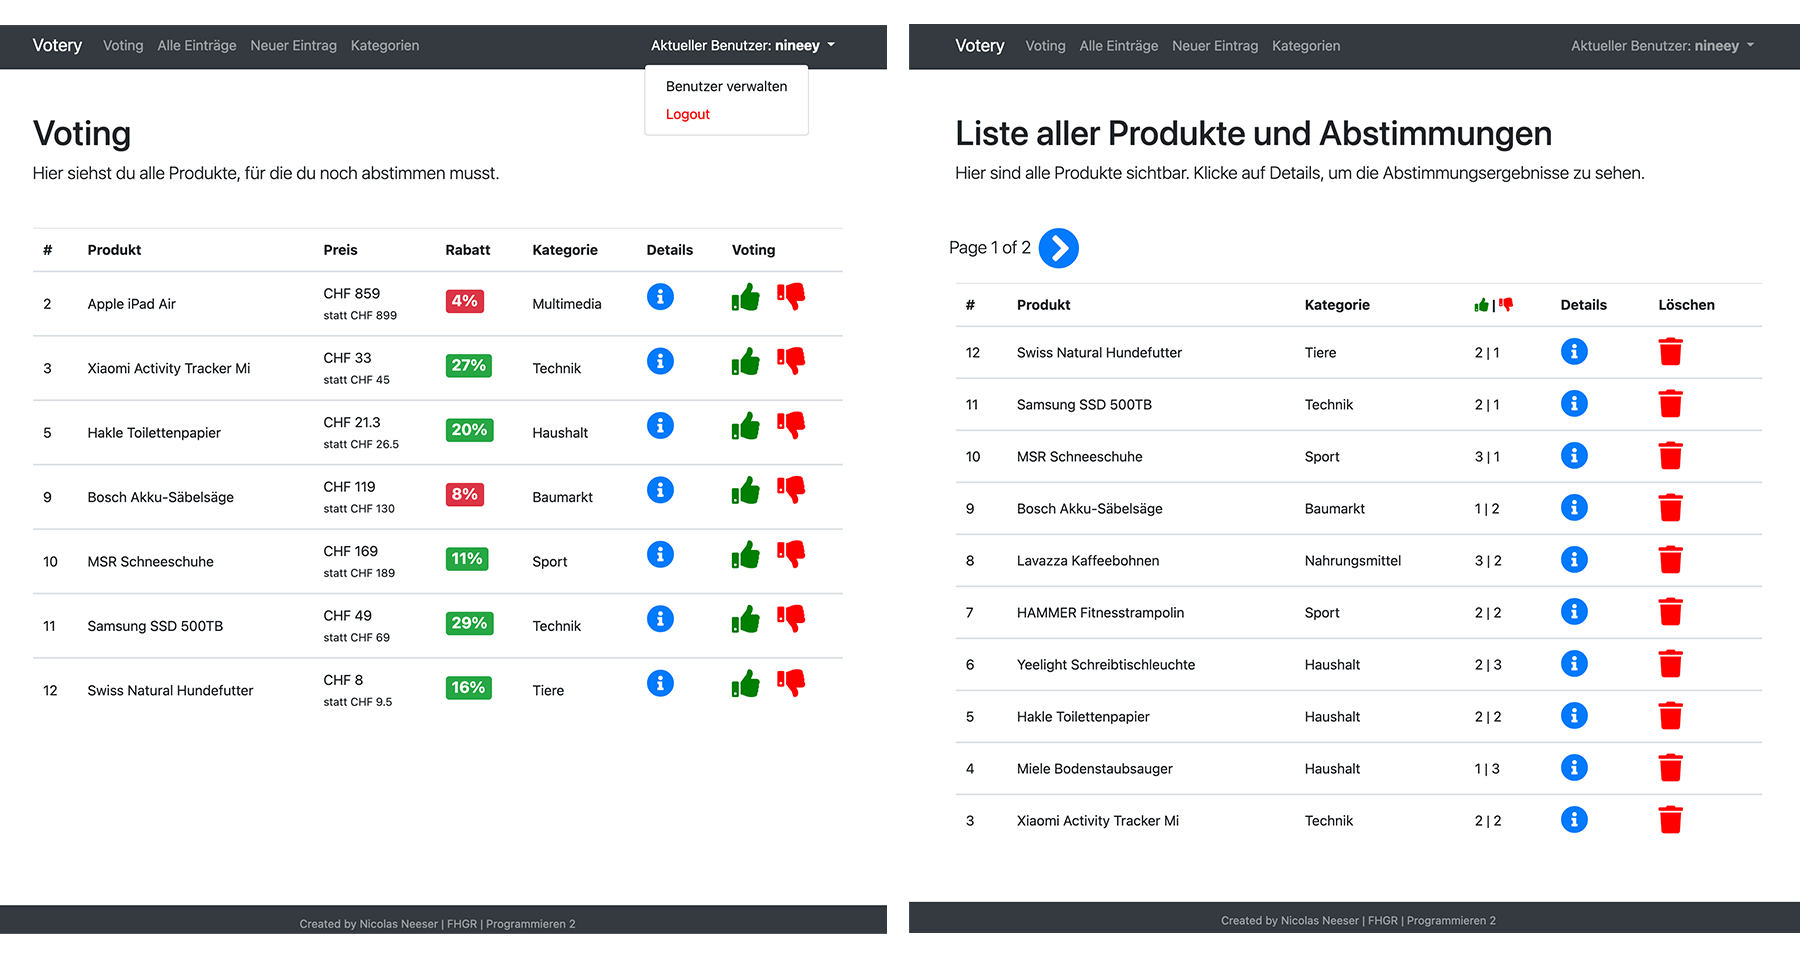 Votery Voting Alle Einträge Neuer Eintrag Kategorien Aktueller Benutzer: nineey
Benutzer verwalten
Logout
Voting
Hier siehst du alle Produkte, für die du noch abstimmen musst.
# Produkt Preis Rabatt Kategorie Details Voting
2 Apple iPad Air CHF 859 statt CHF 899 4% Multimedia
3 Xiaomi Activity Tracker Mi CHF 33 statt CHF 45 27% Technik
5 Hakle Toilettenpapier CHF 21.3 statt CHF 26.5 20% Haushalt
9 Bosch Akku-Säbelsäge CHF 119 statt CHF 130 8% Baumarkt
10 MSR Schneeschuhe CHF 169 statt CHF 189 11% Sport
11 Samsung SSD 500TB CHF 49 statt CHF 69 29% Technik
12 Swiss Natural Hundefutter CHF 8 statt CHF 9.5 16% Tiere
Created by Nicolas Neeser | FHGR | Programmieren 2
Votery Voting Alle Einträge Neuer Eintrag Kategorien Aktueller Benutzer: nineey
Liste aller Produkte und Abstimmungen
Hier sind alle Produkte sichtbar. Klicke auf Details, um die Abstimmungsergebnisse zu sehen.
Page 1 of 2
# Produkt Kategorie | Details Löschen
12 Swiss Natural Hundefutter Tiere 2 | 1
11 Samsung SSD 500TB Technik 2 | 1
10 MSR Schneeschuhe Sport 3 | 1
9 Bosch Akku-Säbelsäge Baumarkt 1 | 2
8 Lavazza Kaffeebohnen Nahrungsmittel 3 | 2
7 HAMMER Fitnesstrampolin Sport 2 | 2
6 Yeelight Schreibtischleuchte Haushalt 2 | 3
5 Hakle Toilettenpapier Haushalt 2 | 2
4 Miele Bodenstaubsauger Haushalt 1 | 3
3 Xiaomi Activity Tracker Mi Technik 2 | 2
Created by Nicolas Neeser | FHGR | Programmieren 2